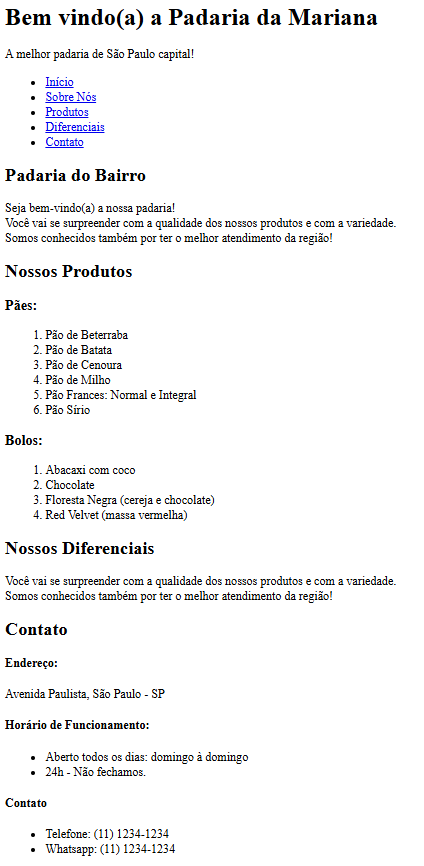 Bem vindo(a) a Padaria da Mariana
A melhor padaria de São Paulo capital!
• Início
• Sobre Nós
• Produtos
• Diferenciais
• Contato
Padaria do Bairro
Seja bem-vindo(a) a nossa padaria!
Você vai se surpreender com a qualidade dos nossos produtos e com a variedade.
Somos conhecidos também por ter o melhor atendimento da região!
Nossos Produtos
Pães:
1. Pão de Beterraba
2. Pão de Batata
3. Pão de Cenoura
4. Pão de Milho
5. Pão Frances: Normal e Integral
6. Pão Sírio
Bolos:
1. Abacaxi com coco
2. Chocolate
3. Floresta Negra (cereja e chocolate)
4. Red Velvet (massa vermelha)
Nossos Diferenciais
Você vai se surpreender com a qualidade dos nossos produtos e com a variedade.
Somos conhecidos também por ter o melhor atendimento da região!
Contato
Endereço:
Avenida Paulista, São Paulo - SP
Horário de Funcionamento:
• Aberto todos os dias: domingo à domingo
• 24h - Não fechamos.
Contato
• Telefone: (11) 1234-1234
• Whatsapp: (11) 1234-1234